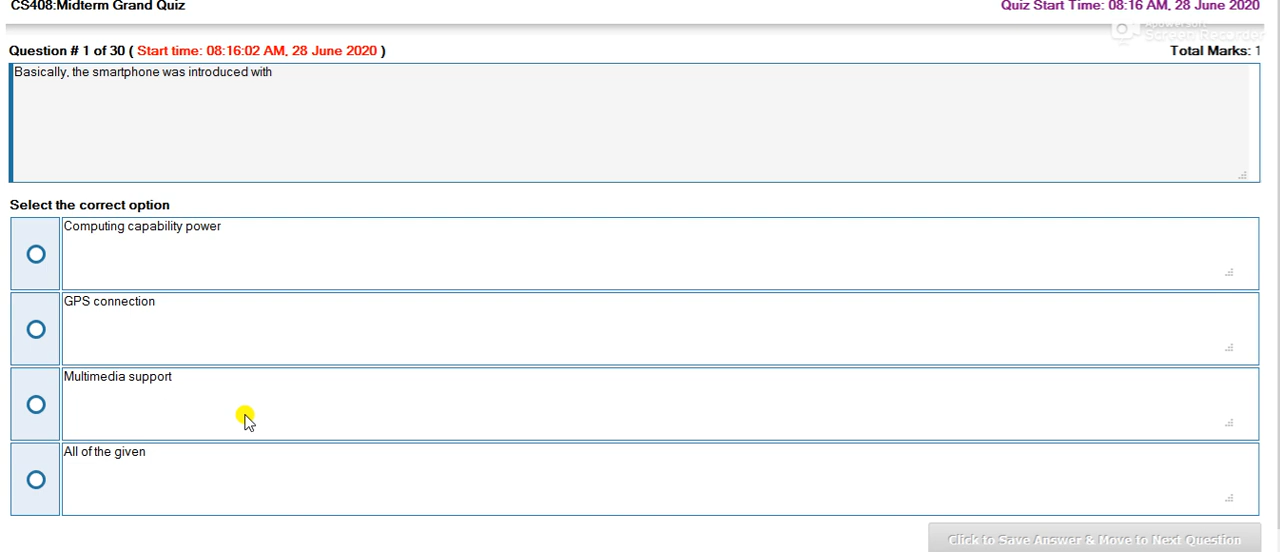 CS408:Midterm Grand Quiz
Quiz Start Time: 08:16 AM, 28 June 2020
Apowersoft
Screen Recorder
Question # 1 of 30 ( Start time: 08:16:02 AM, 28 June 2020 )
Total Marks: 1
Basically, the smartphone was introduced with
Select the correct option
Computing capability power
GPS connection
Multimedia support
All of the given
Click to Save Answer & Move to Next Question